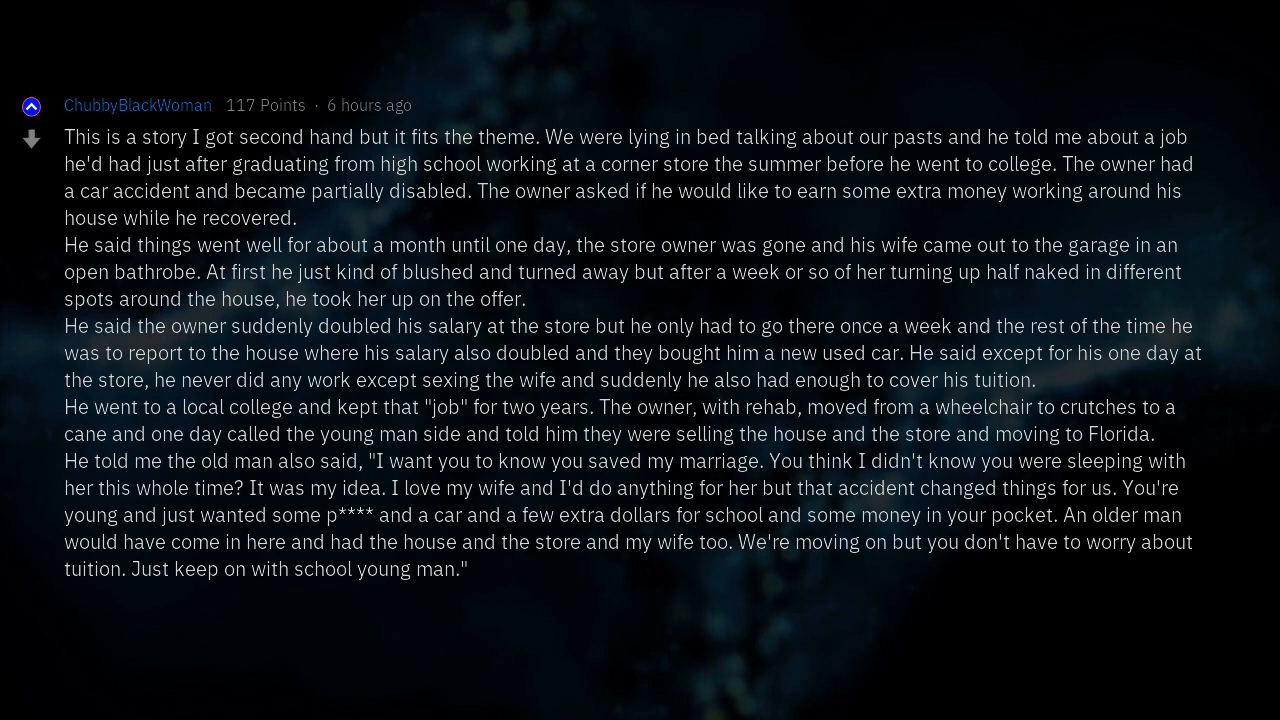 ChubbyBlackWoman 117 Points · 6 hours ago
This is a story I got second hand but it fits the theme. We were lying in bed talking about our pasts and he told me about a job
he'd had just after graduating from high school working at a corner store the summer before he went to college. The owner had
a car accident and became partially disabled. The owner asked if he would like to earn some extra money working around his
house while he recovered.
He said things went well for about a month until one day, the store owner was gone and his wife came out to the garage in an
open bathrobe. At first he just kind of blushed and turned away but after a week or so of her turning up half naked in different
spots around the house, he took her up on the offer.
He said the owner suddenly doubled his salary at the store but he only had to go there once a week and the rest of the time he
was to report to the house where his salary also doubled and they bought him a new used car. He said except for his one day at
the store, he never did any work except sexing the wife and suddenly he also had enough to cover his tuition.
He went to a local college and kept that "job" for two years. The owner, with rehab, moved from a wheelchair to crutches to a
cane and one day called the young man side and told him they were selling the house and the store and moving to Florida.
He told me the old man also said, "I want you to know you saved my marriage. You think I didn't know you were sleeping with
her this whole time? It was my idea. I love my wife and I'd do anything for her but that accident changed things for us. You're
young and just wanted some p**** and a car and a few extra dollars for school and some money in your pocket. An older man
would have come in here and had the house and the store and my wife too. We're moving on but you don't have to worry about
tuition. Just keep on with school young man."